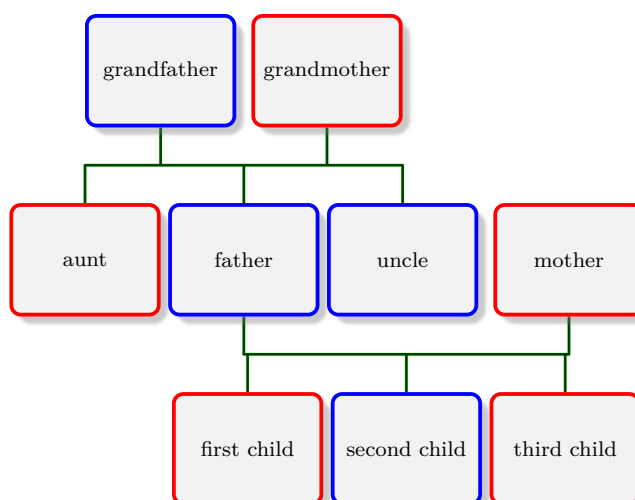 grandfather
grandmother
aunt
father
uncle
mother
first child
second child
third child